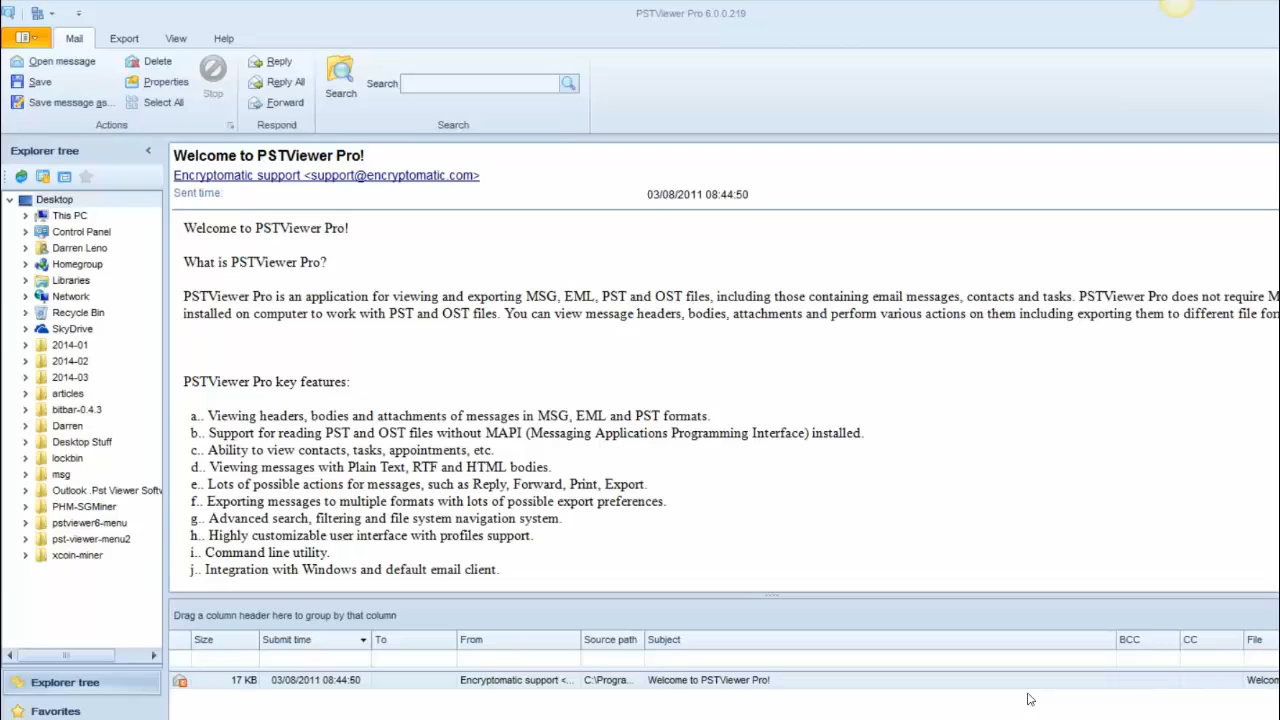 PSTViewer Pro 6.0.0.219
Mail Export View Help
Open message
Save
Save message as...
Delete
Properties
Select All
Stop
Actions
Reply
Reply All
Forward
Respond
Search
Search
Search
Explorer tree
Desktop
This PC
Control Panel
Darren Leno
Homegroup
Libraries
Network
Recycle Bin
SkyDrive
2014-01
2014-02
2014-03
articles
bitbar-0.4.3
Darren
Desktop Stuff
lockbin
msg
Outlook .Pst Viewer Softw
PHM-SGMiner
pstviewer6-menu
pst-viewer-menu2
xcoin-miner
Explorer tree
Favorites
Welcome to PSTViewer Pro!
Encryptomatic support <support@encryptomatic.com>
Sent time: 03/08/2011 08:44:50
Welcome to PSTViewer Pro!
What is PSTViewer Pro?
PSTViewer Pro is an application for viewing and exporting MSG, EML, PST and OST files, including those containing email messages, contacts and tasks. PSTViewer Pro does not require M
installed on computer to work with PST and OST files. You can view message headers, bodies, attachments and perform various actions on them including exporting them to different file for
PSTViewer Pro key features:
a.. Viewing headers, bodies and attachments of messages in MSG, EML and PST formats.
b.. Support for reading PST and OST files without MAPI (Messaging Applications Programming Interface) installed.
c.. Ability to view contacts, tasks, appointments, etc.
d.. Viewing messages with Plain Text, RTF and HTML bodies.
e.. Lots of possible actions for messages, such as Reply, Forward, Print, Export.
f.. Exporting messages to multiple formats with lots of possible export preferences.
g.. Advanced search, filtering and file system navigation system.
h.. Highly customizable user interface with profiles support.
i.. Command line utility.
j.. Integration with Windows and default email client.
Drag a column header here to group by that column
Size Submit time To From Source path Subject BCC CC File
17 KB 03/08/2011 08:44:50 Encryptomatic support <... C:\Progra... Welcome to PSTViewer Pro! Welcom